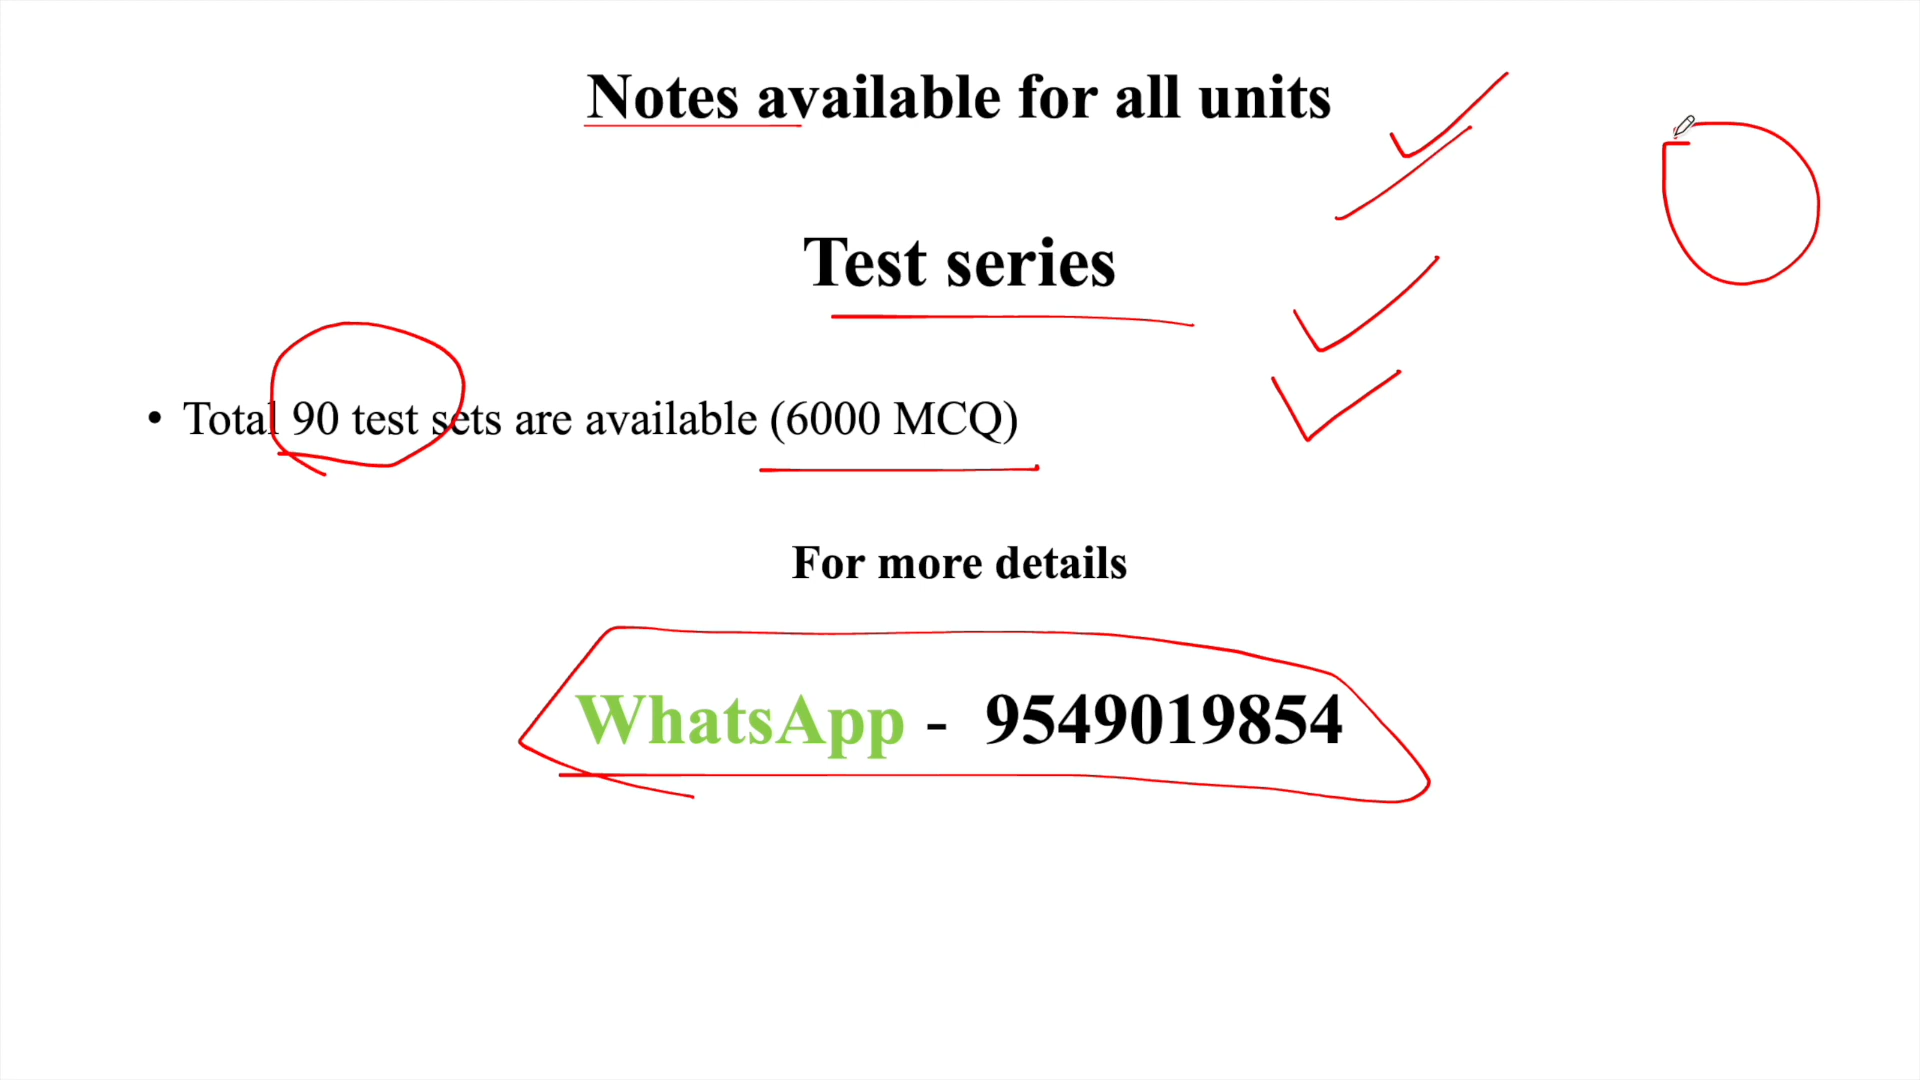 Notes available for all units
Test series
• Total 90 test sets are available (6000 MCQ)
For more details
WhatsApp - 9549019854